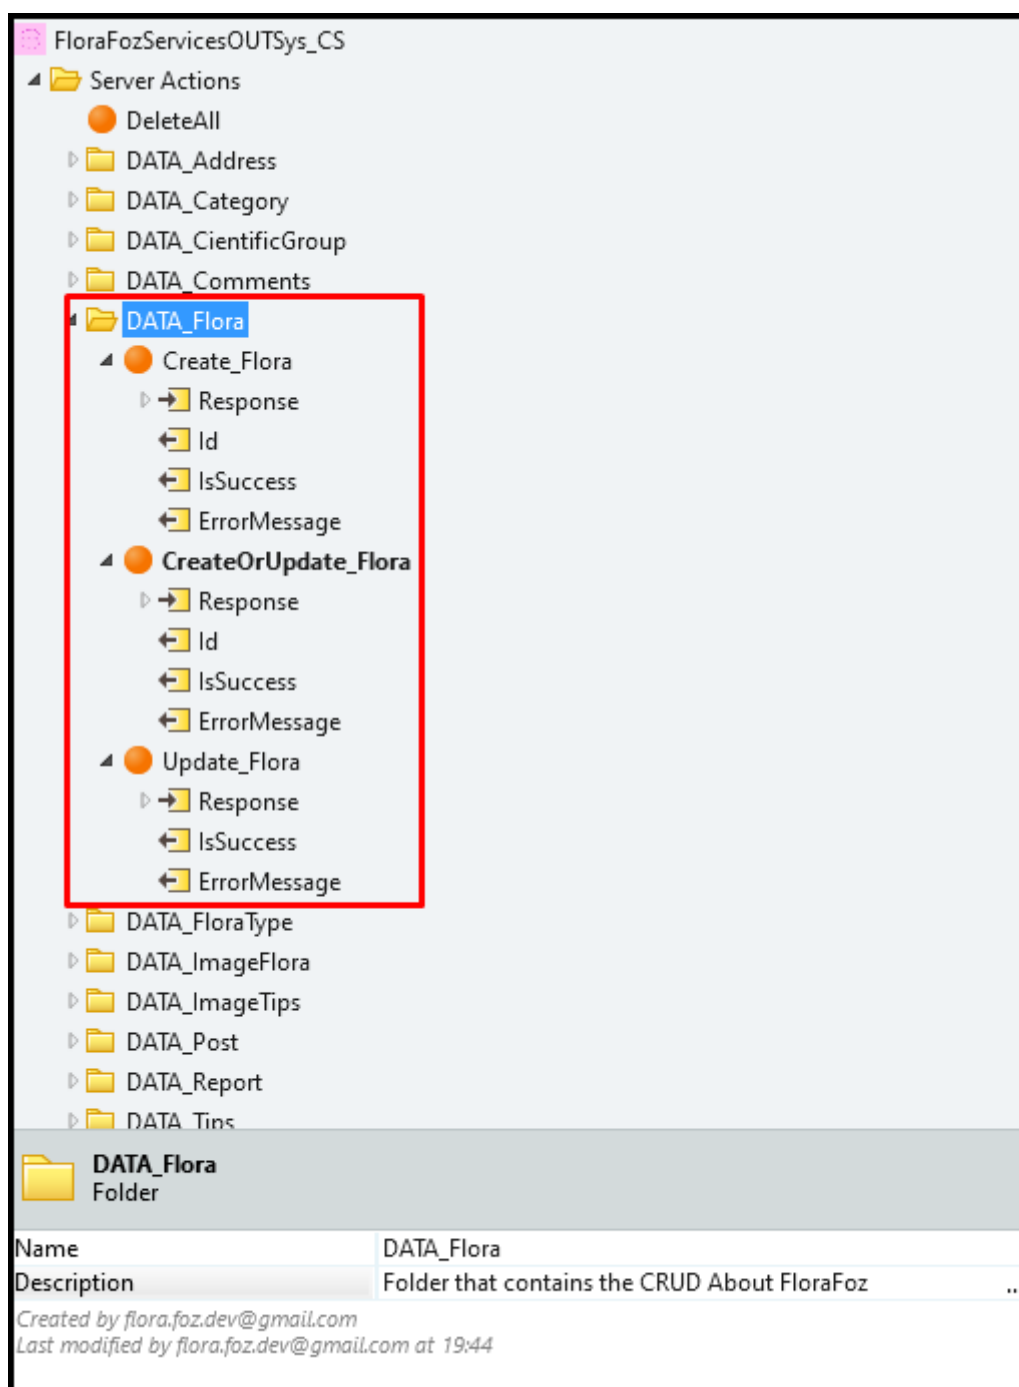 FloraFozServicesOUTSys_CS
Server Actions
DeleteAll
DATA_Address
DATA_Category
DATA_CientificGroup
DATA_Comments
DATA_Flora
Create_Flora
Response
Id
IsSuccess
ErrorMessage
CreateOrUpdate_Flora
Response
Id
IsSuccess
ErrorMessage
Update_Flora
Response
IsSuccess
ErrorMessage
DATA_FloraType
DATA_ImageFlora
DATA_ImageTips
DATA_Post
DATA_Report
DATA_Tips
DATA_Flora
Folder
Name DATA_Flora
Description Folder that contains the CRUD About FloraFoz ..
Created by flora.foz.dev@gmail.com
Last modified by flora.foz.dev@gmail.com at 19:44